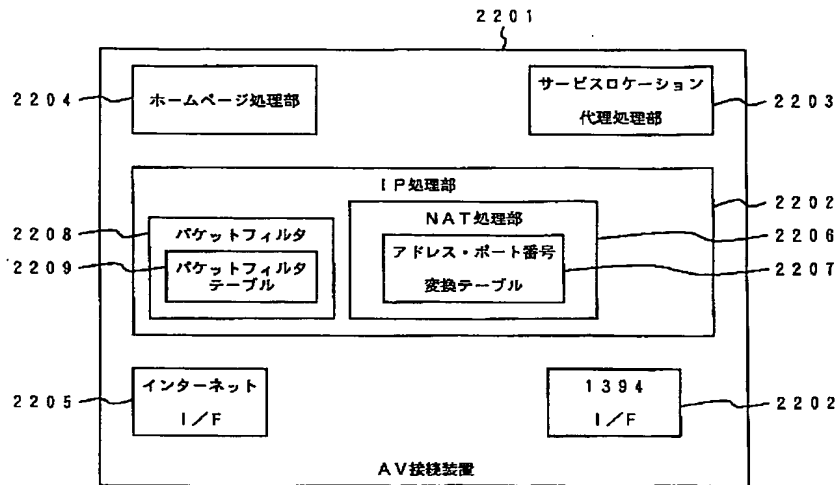 2201
2204
ホームページ処理部
サービスロケーション
代理処理部
2203
IP処理部
2202
NAT処理部
2208
パケットフィルタ
2206
2209
パケットフィルタ
テーブル
アドレス・ポート番号
変換テーブル
2207
2205
インターネット
I/F
1394
I/F
2202
AV接続装置